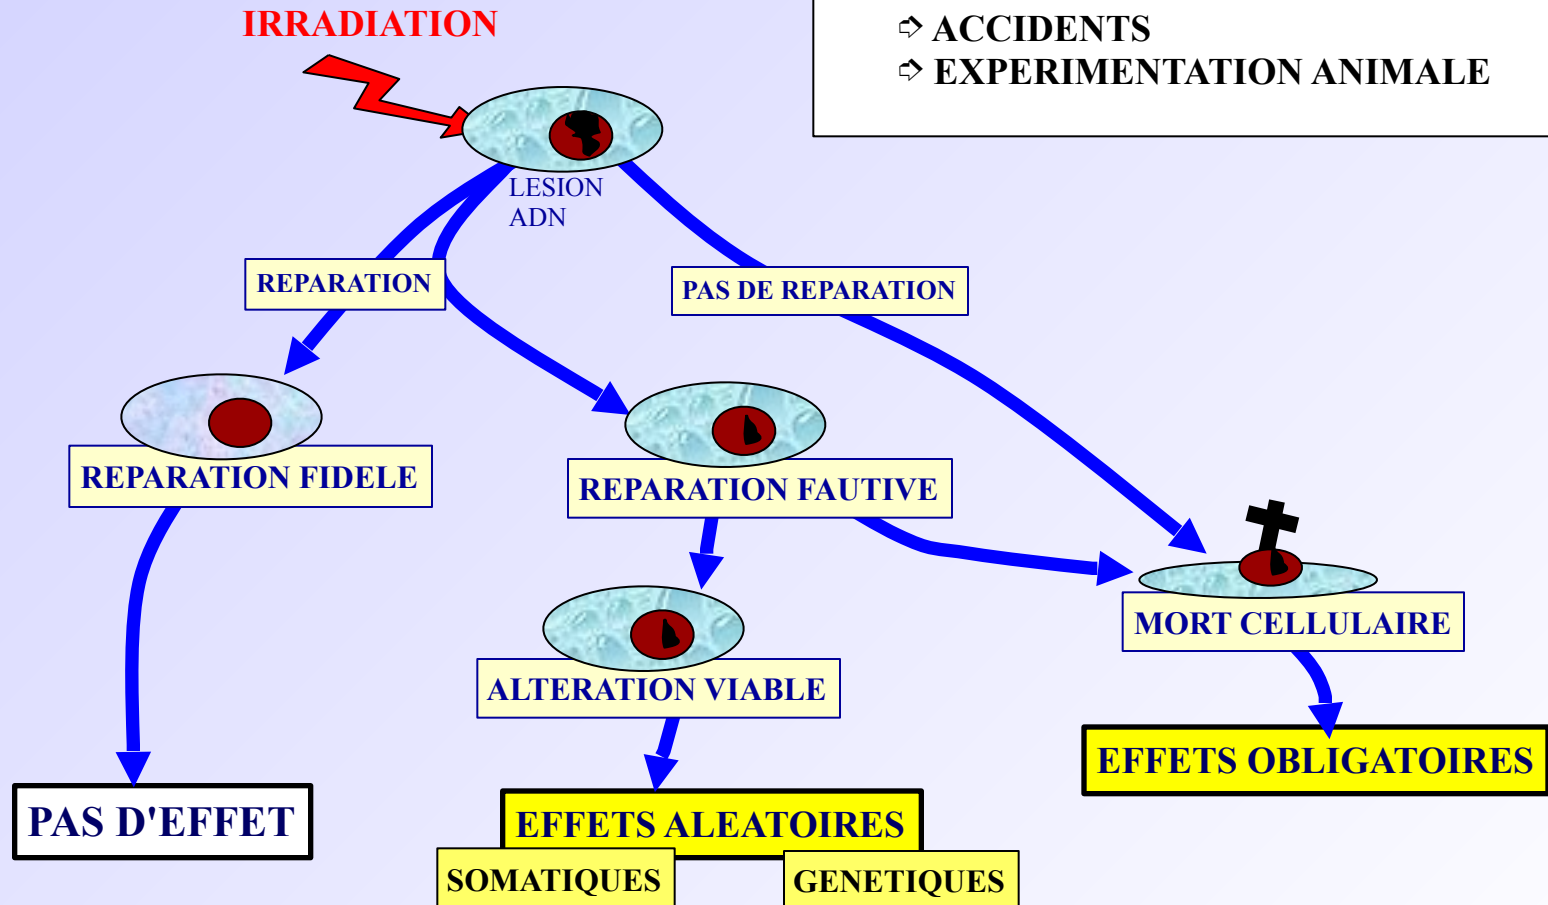 IRRADIATION
➩ ACCIDENTS
➩ EXPERIMENTATION ANIMALE
LESION
ADN
REPARATION
PAS DE REPARATION
REPARATION FIDELE
REPARATION FAUTIVE
MORT CELLULAIRE
ALTERATION VIABLE
EFFETS OBLIGATOIRES
PAS D'EFFET
EFFETS ALEATOIRES
SOMATIQUES
GENETIQUES